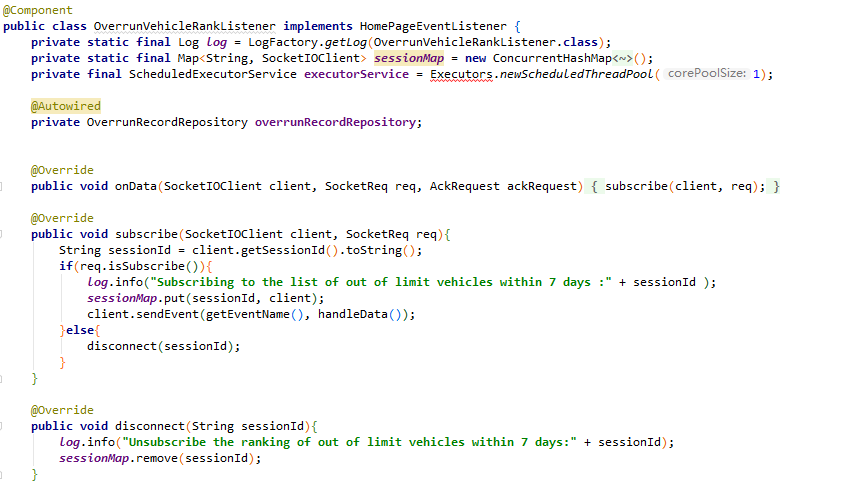 @Component
public class OverrunVehicleRankListener implements HomePageEventListener {
private static final Log log = LogFactory.getLog(OverrunVehicleRankListener.class);
private static final Map<String, SocketIOClient> sessionMap = new ConcurrentHashMap<~>();
private final ScheduledExecutorService executorService = Executors.newScheduledThreadPool( corePoolSize: 1);
@Autowired
private OverrunRecordRepository overrunRecordRepository;
@Override
public void onData(SocketIOClient client, SocketReq req, AckRequest ackRequest) { subscribe(client, req); }
@Override
public void subscribe(SocketIOClient client, SocketReq req){
String sessionId = client.getSessionId().toString();
if(req.isSubscribe()){
log.info("Subscribing to the list of out of limit vehicles within 7 days :" + sessionId );
sessionMap.put(sessionId, client);
client.sendEvent(getEventName(), handleData());
}else{
disconnect(sessionId);
}
}
@Override
public void disconnect(String sessionId){
log.info("Unsubscribe the ranking of out of limit vehicles within 7 days:" + sessionId);
sessionMap.remove(sessionId);
}